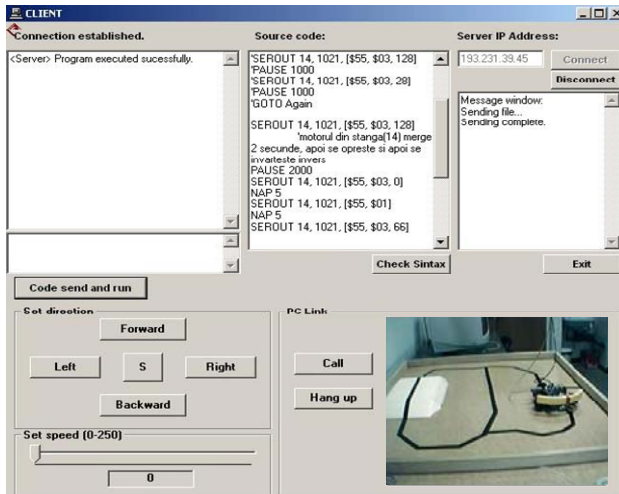 CLIENT
Connection established.
<Server> Program executed sucessfully.
Source code:
'SEROUT 14, 1021, [$55, $03, 128]
'PAUSE 1000
'SEROUT 14, 1021, [$55, $03, 28]
'PAUSE 1000
'GOTO Again
SEROUT 14, 1021, [$55, $03, 128]
'motorul din stanga(14) merge
2 secunde, apoi se opreste si apoi se
invarteste invers
PAUSE 2000
SEROUT 14, 1021, [$55, $03, 0]
NAP 5
SEROUT 14, 1021, [$55, $01]
NAP 5
SEROUT 14, 1021, [$55, $03, 66]
Check Sintax
Server IP Address:
193.231.39.45
Connect
Disconnect
Message window:
Sending file...
Sending complete.
Exit
Code send and run
Set direction
Forward
Left
S
Right
Backward
Set speed (0-250)
0
PC Link
Call
Hang up